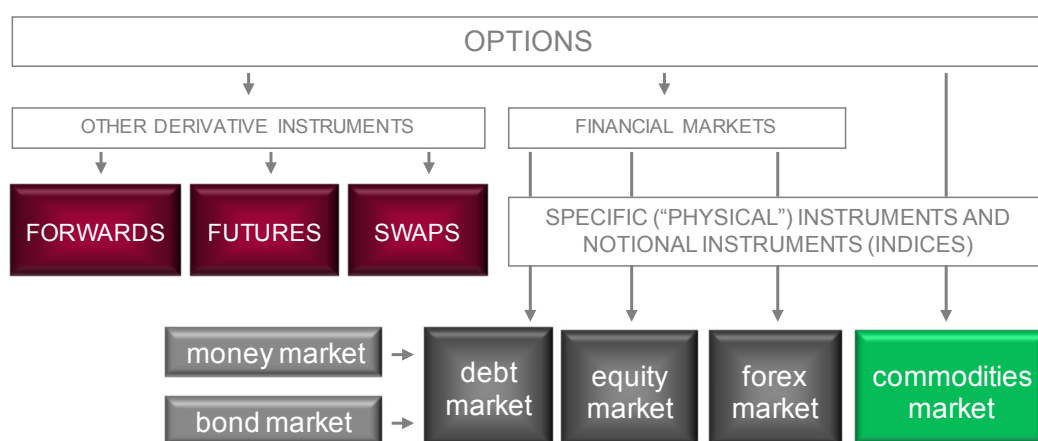 OPTIONS
OTHER DERIVATIVE INSTRUMENTS
FINANCIAL MARKETS
FORWARDS
FUTURES
SWAPS
SPECIFIC (“PHYSICAL”) INSTRUMENTS AND
NOTIONAL INSTRUMENTS (INDICES)
money market
bond market
debt
market
equity
market
forex
market
commodities
market